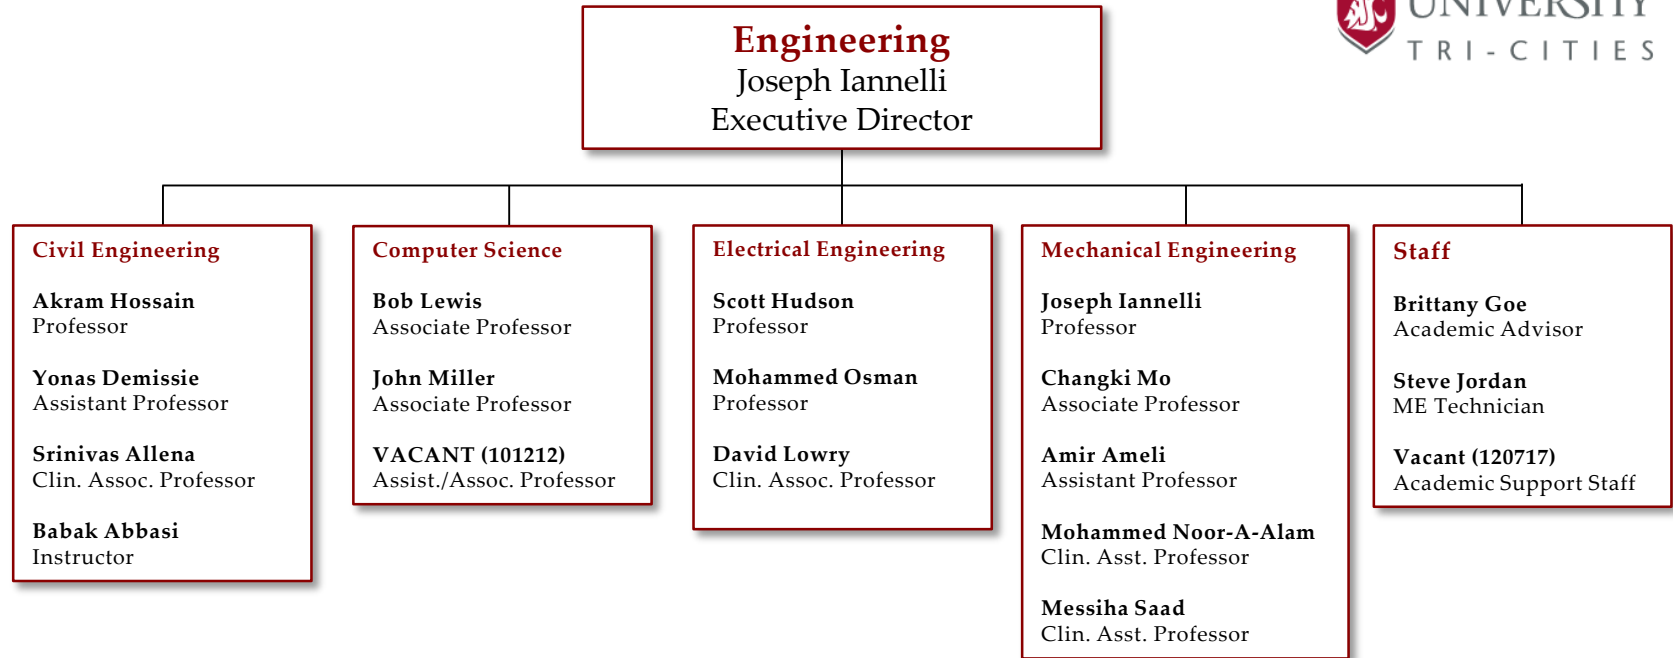 UNIVERSITY
TRI-CITIES
Engineering
Joseph Iannelli
Executive Director
Civil Engineering
Akram Hossain
Professor
Yonas Demissie
Assistant Professor
Srinivas Allena
Clin. Assoc. Professor
Babak Abbasi
Instructor
Computer Science
Bob Lewis
Associate Professor
John Miller
Associate Professor
VACANT (101212)
Assist./Assoc. Professor
Electrical Engineering
Scott Hudson
Professor
Mohammed Osman
Professor
David Lowry
Clin. Assoc. Professor
Mechanical Engineering
Joseph Iannelli
Professor
Changki Mo
Associate Professor
Amir Ameli
Assistant Professor
Mohammed Noor-A-Alam
Clin. Asst. Professor
Messiha Saad
Clin. Asst. Professor
Staff
Brittany Goe
Academic Advisor
Steve Jordan
ME Technician
Vacant (120717)
Academic Support Staff